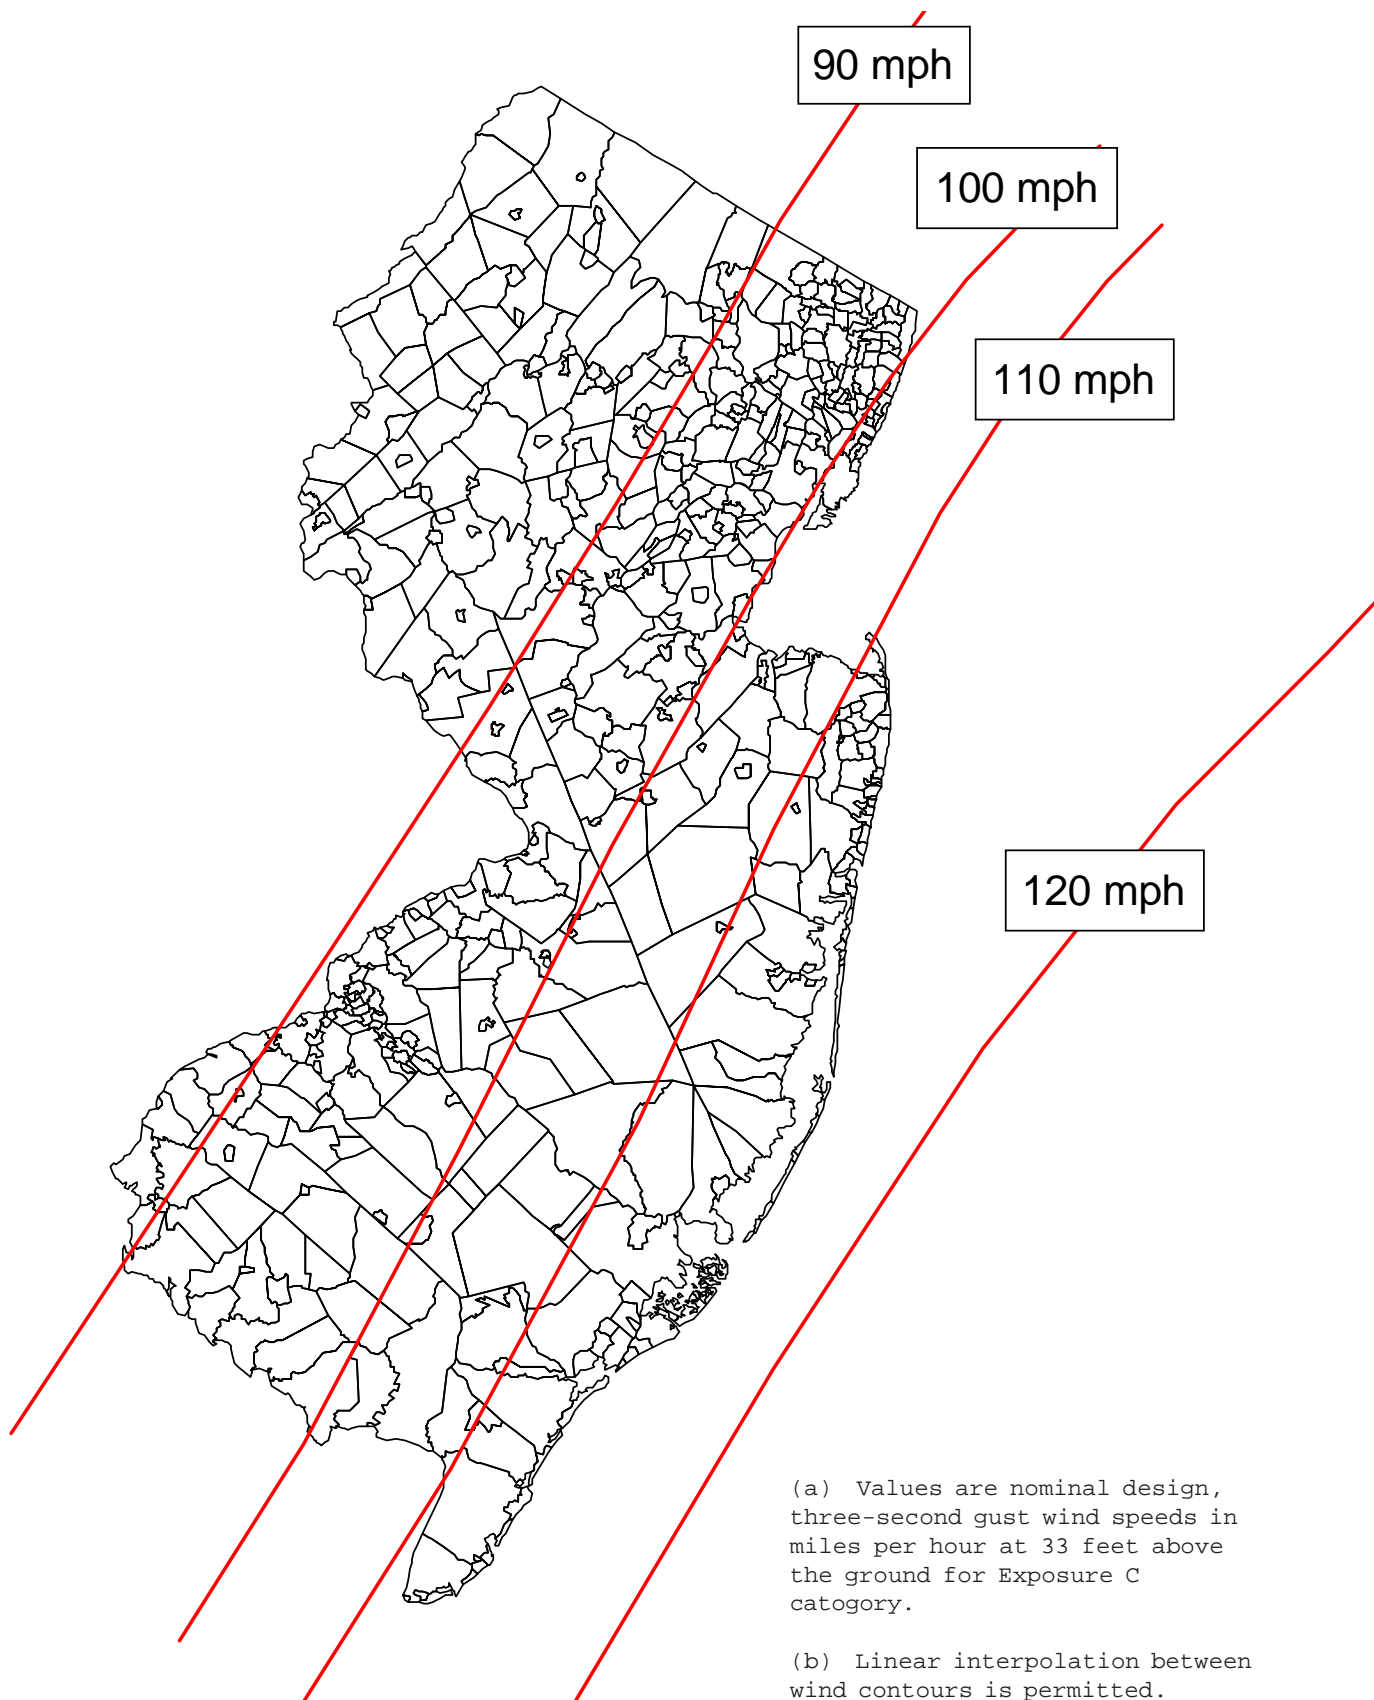 90 mph
100 mph
110 mph
120 mph
(a) Values are nominal design,
three-second gust wind speeds in
miles per hour at 33 feet above
the ground for Exposure C
catogory.
(b) Linear interpolation between
wind contours is permitted.